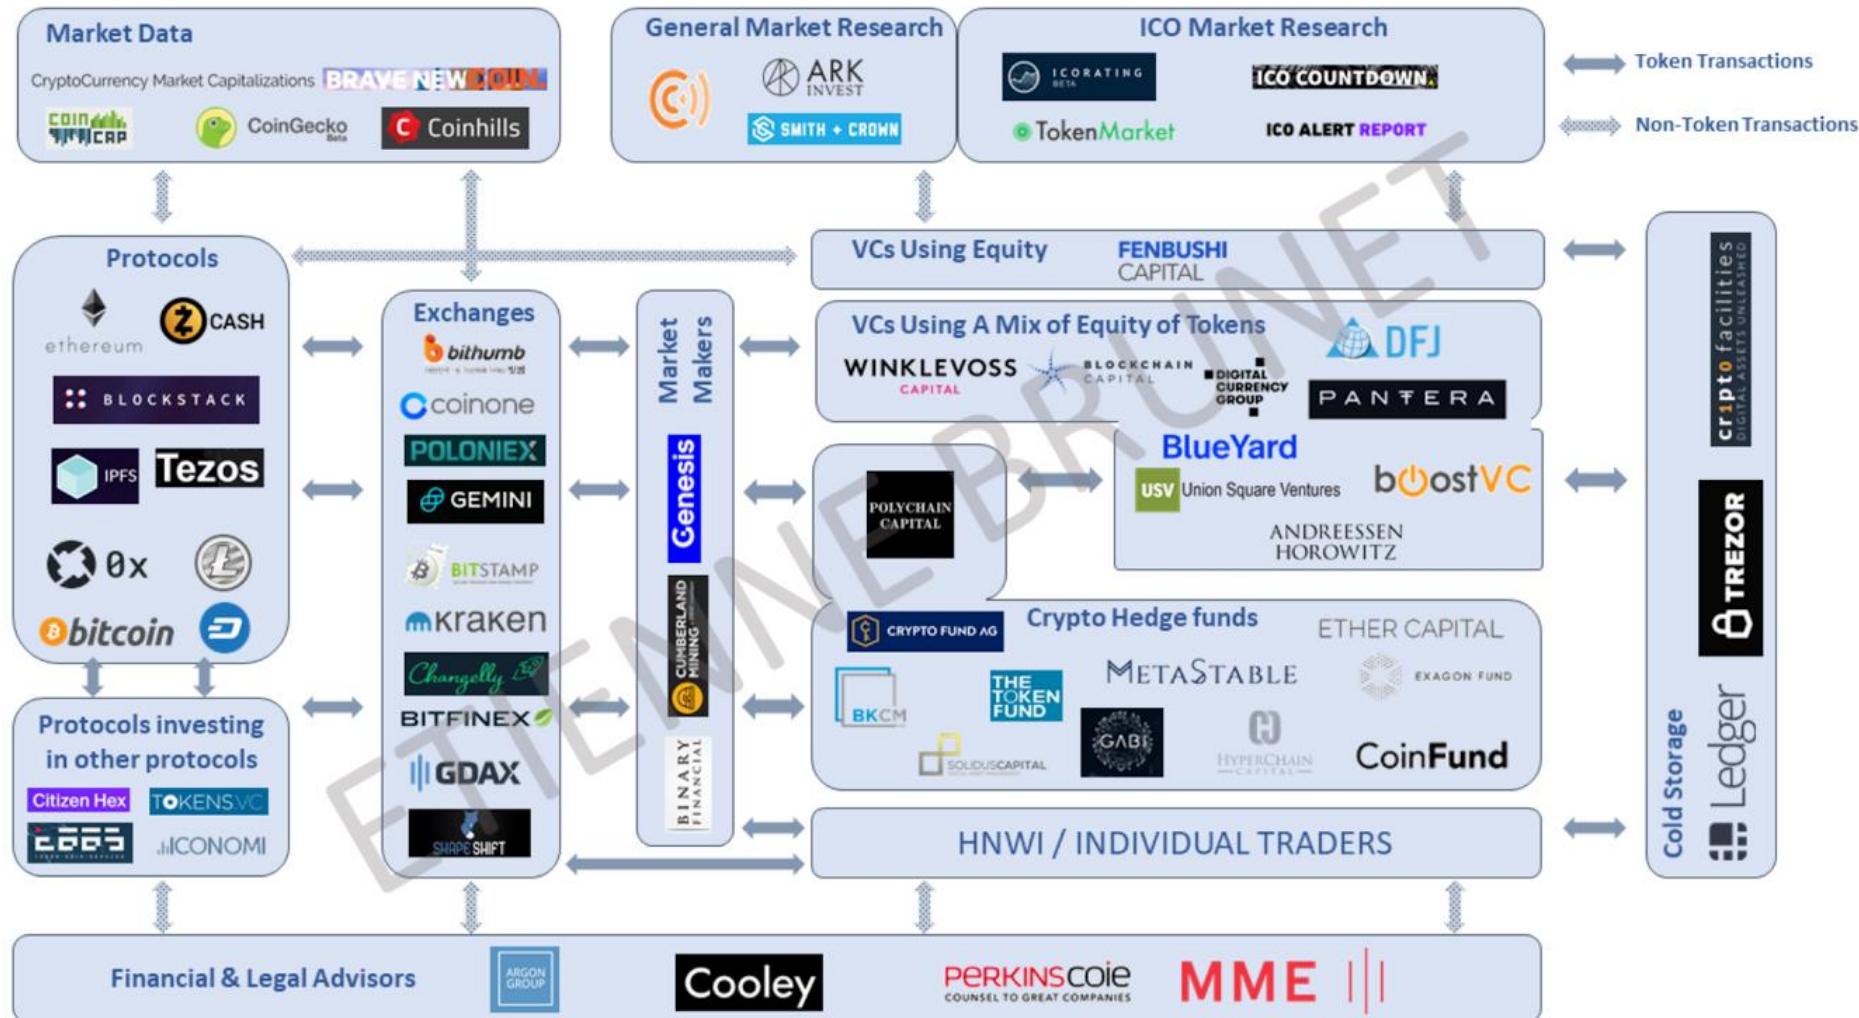 Market Data
CryptoCurrency Market Capitalizations
BRAVE NEW COIN
COIN CAP
CoinGecko
Beta
Coinhills
General Market Research
ARK
INVEST
SMITH + CROWN
ICO Market Research
ICORATING
BETA
ICO COUNTDOWN.
TokenMarket
ICO ALERT REPORT
Token Transactions
Non-Token Transactions
Protocols
ethereum
CASH
BLOCKSTACK
IPFS
Tezos
0x
bitcoin
Protocols investing
in other protocols
Citizen Hex
TOKENS.VC
ICONOMI
Exchanges
bithumb
coinone
POLONIEX
GEMINI
BITSTAMP
kraken
Changelly
BITFINEX
GDAX
SHAPESHIFT
Market
Makers
Genesis
CUMBERLAND
MINING
BINARY
FINANCIAL
VCs Using Equity
FENBUSHI
CAPITAL
VCs Using A Mix of Equity of Tokens
WINKLEVOSS
CAPITAL
BLOCKCHAIN
CAPITAL
DIGITAL
CURRENCY
GROUP
DFJ
PANTERA
POLYCHAIN
CAPITAL
BlueYard
USV Union Square Ventures
boostVC
ANDREESSEN
HOROWITZ
Crypto Hedge funds
CRYPTO FUND AG
ETHER CAPITAL
BKCM
THE
TOKEN
FUND
METASTABLE
EXAGON FUND
SOLIDUSCAPITAL
GABI
HYPERCHAIN
CAPITAL
CoinFund
HNWI / INDIVIDUAL TRADERS
Cold Storage
cr1pto facilities
DIGITAL ASSETS UNLEASHED
TREZOR
Ledger
Financial & Legal Advisors
ARGON
GROUP
Cooley
PERKINSCOIE
COUNSEL TO GREAT COMPANIES
MME
ETIENNE BRUNET